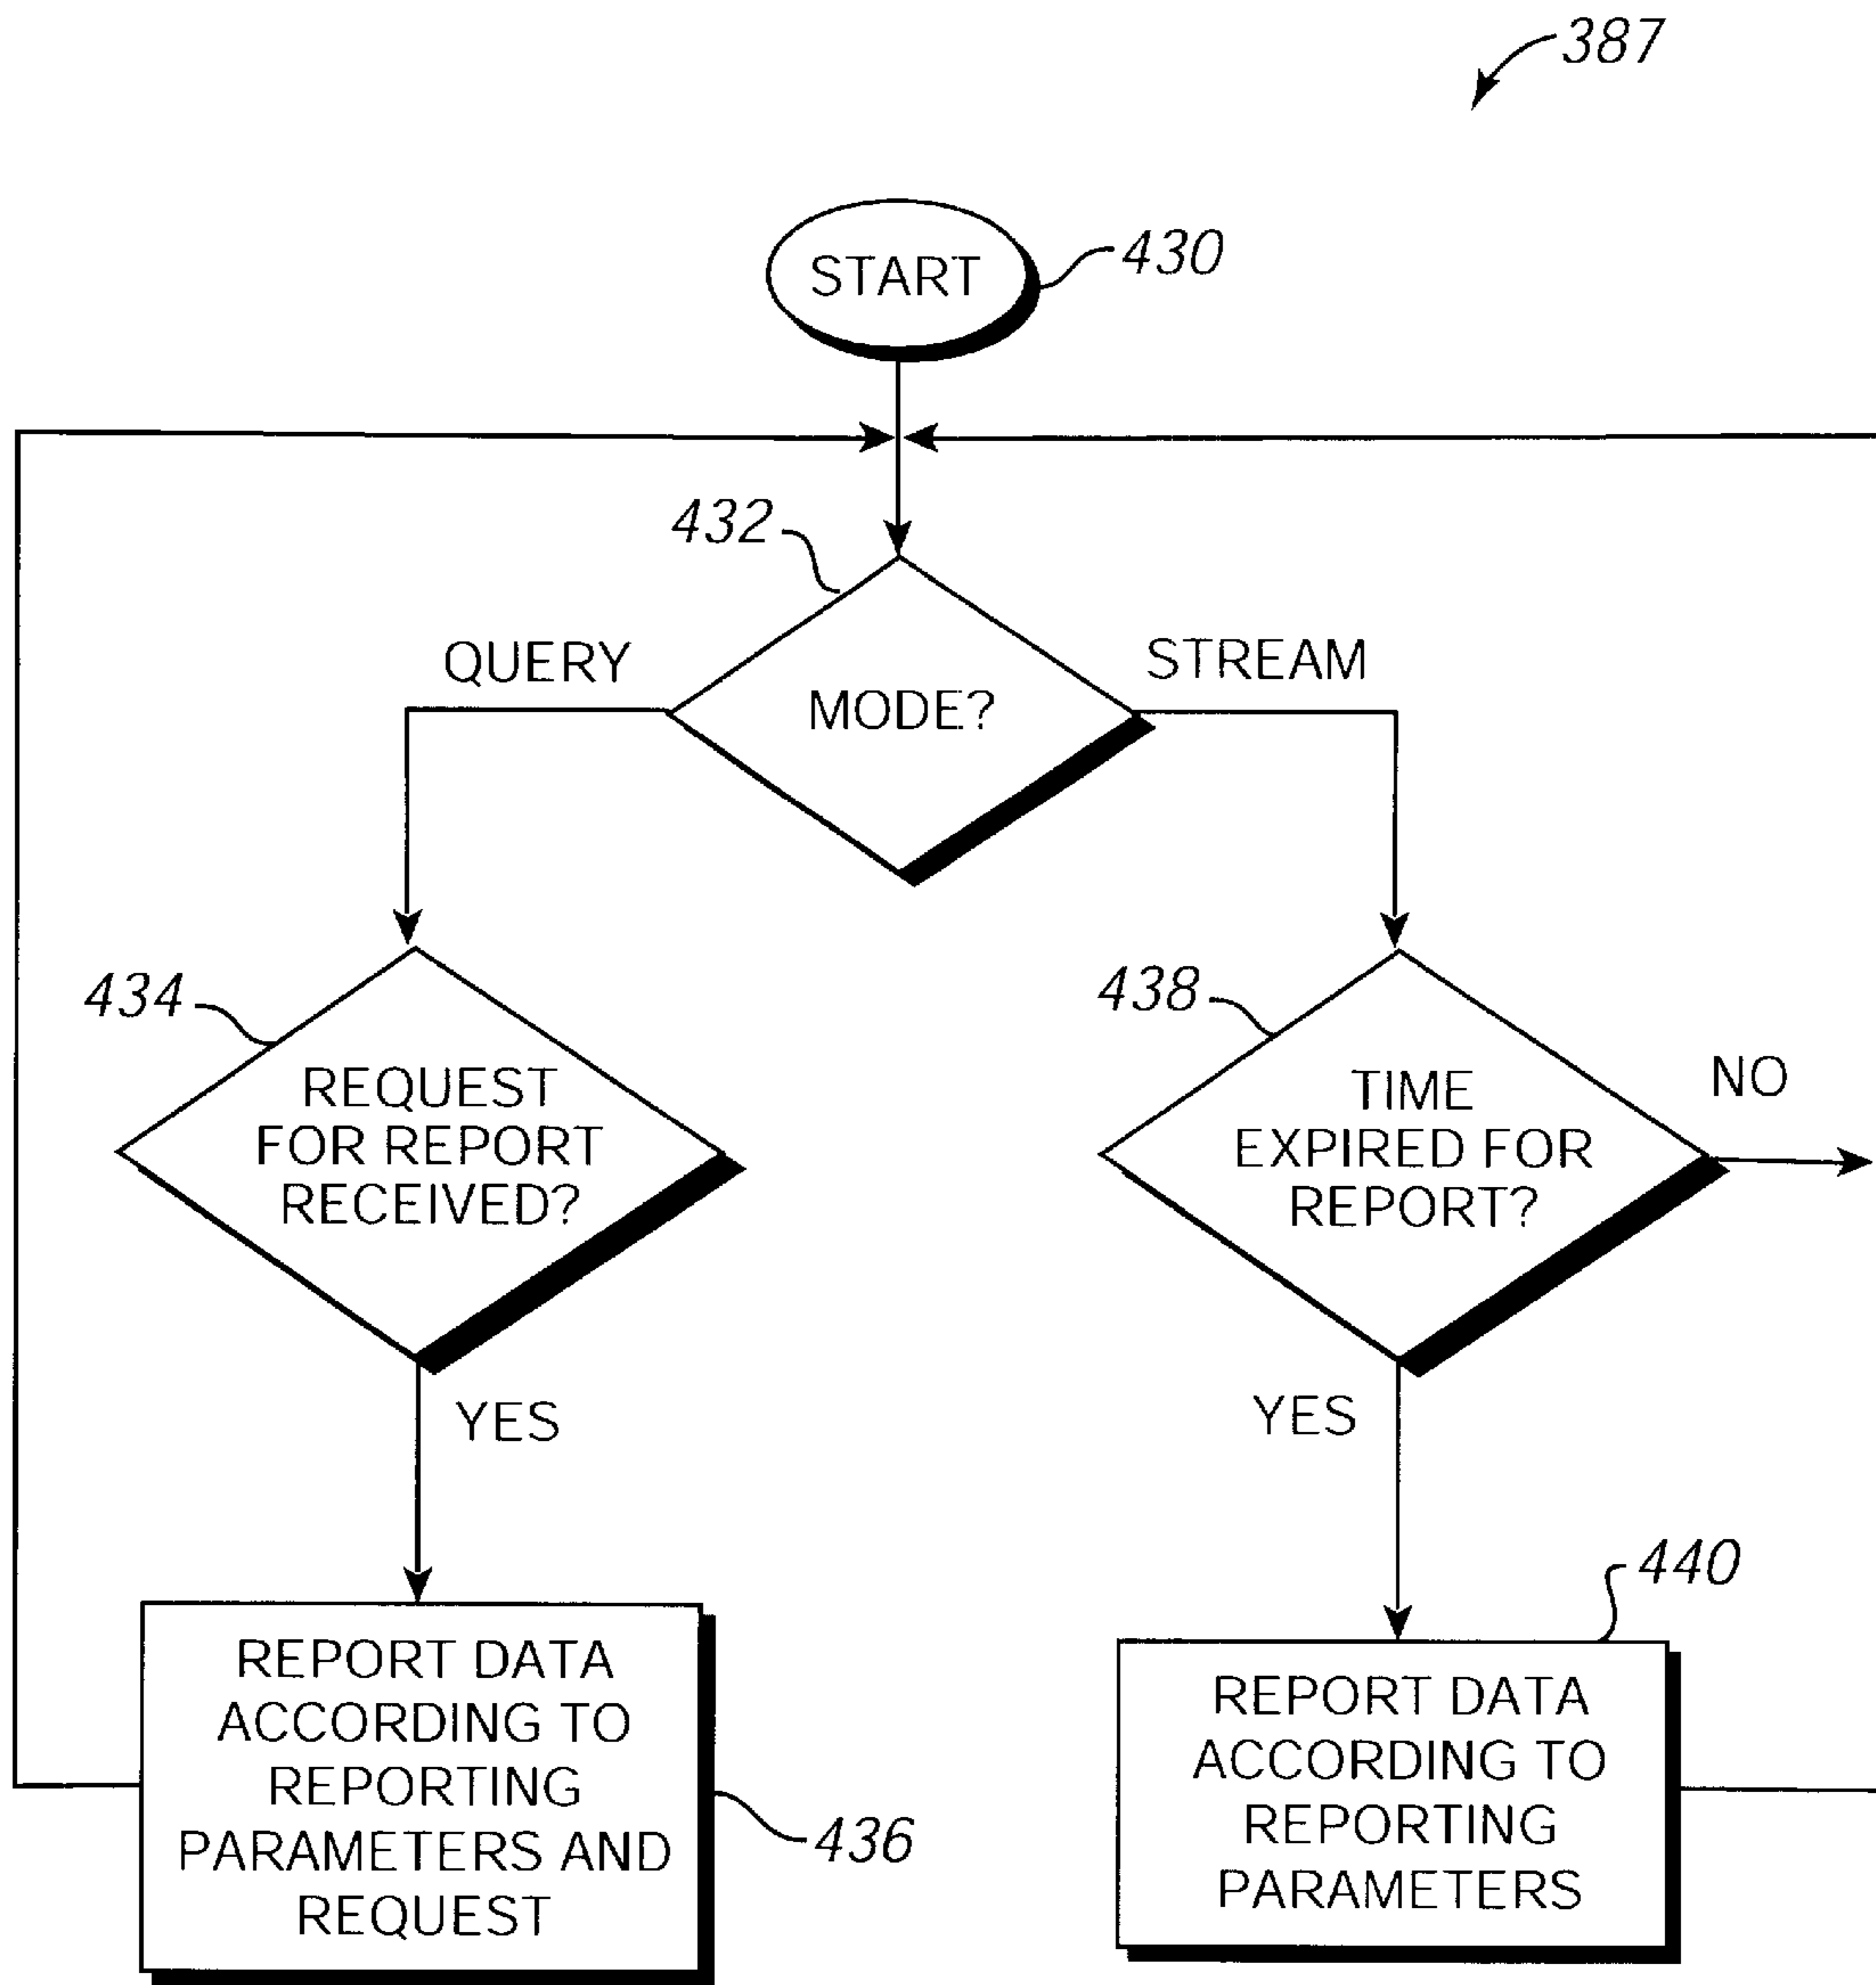 387
START
430
432
QUERY
STREAM
MODE?
434
438
REQUEST
FOR REPORT
RECEIVED?
TIME
EXPIRED FOR
REPORT?
NO
YES
YES
440
REPORT DATA
ACCORDING TO
REPORTING
PARAMETERS AND
REQUEST
436
REPORT DATA
ACCORDING TO
REPORTING
PARAMETERS